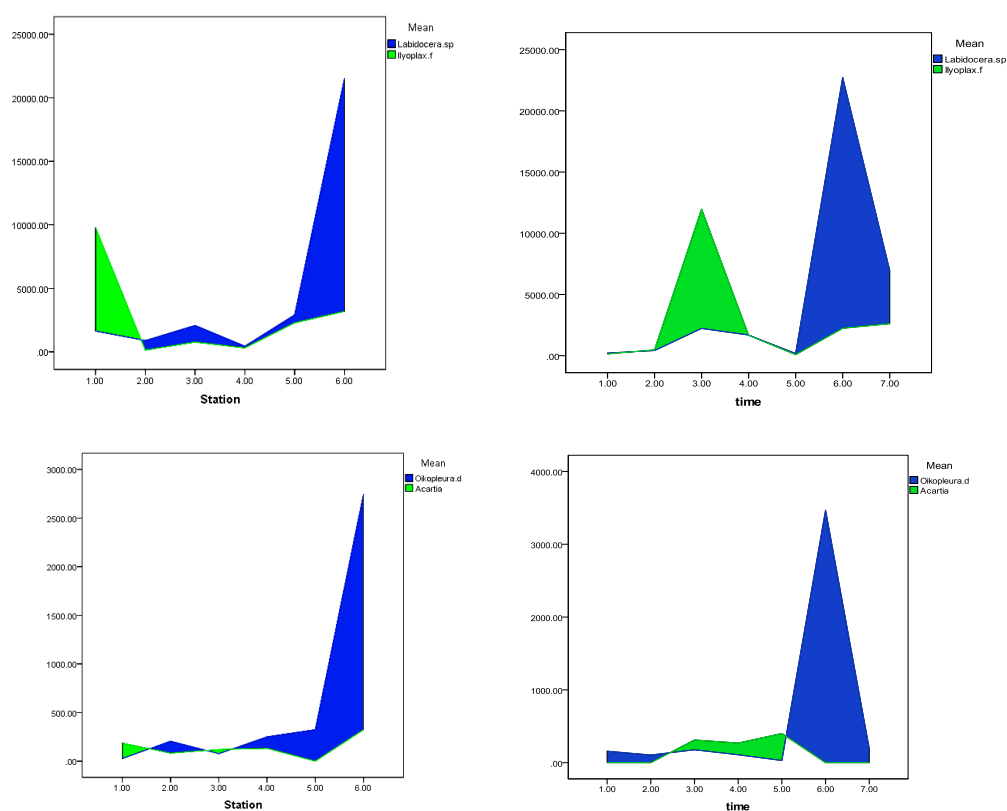 Mean
Labidocera.sp
Ilyoplax.f
25000.00
20000.00
15000.00
10000.00
5000.00
.00
1.00 2.00 3.00 4.00 5.00 6.00
Station
Mean
Labidocera.sp
Ilyoplax.f
25000.00
20000.00
15000.00
10000.00
5000.00
.00
1.00 2.00 3.00 4.00 5.00 6.00 7.00
time
Mean
Oikopleura.d
Acartia
3000.00
2500.00
2000.00
1500.00
1000.00
500.00
.00
1.00 2.00 3.00 4.00 5.00 6.00
Station
Mean
Oikopleura.d
Acartia
4000.00
3000.00
2000.00
1000.00
.00
1.00 2.00 3.00 4.00 5.00 6.00 7.00
time